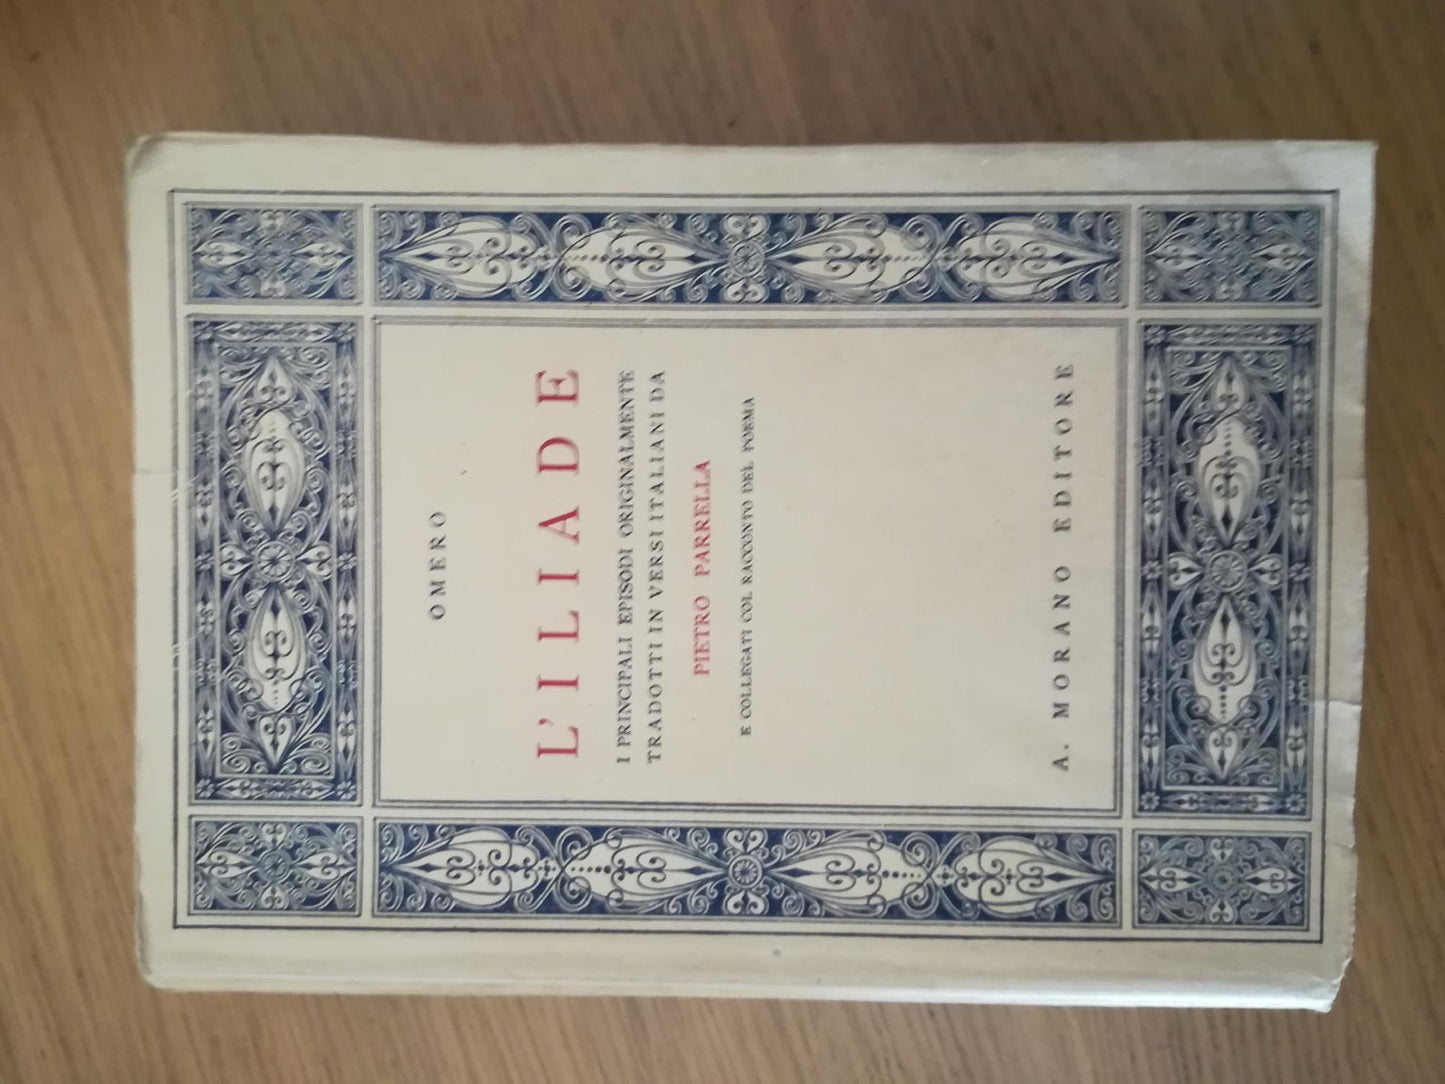 OMERO
L'ILIADE
I PRINCIPALI EPISODI ORIGINALMENTE
TRADOTTI IN VERSI ITALIANI DA
PIETRO PARRELLA
E COLLEGATI COL RACCONTO DEL POEMA
A. MORANO EDITORE